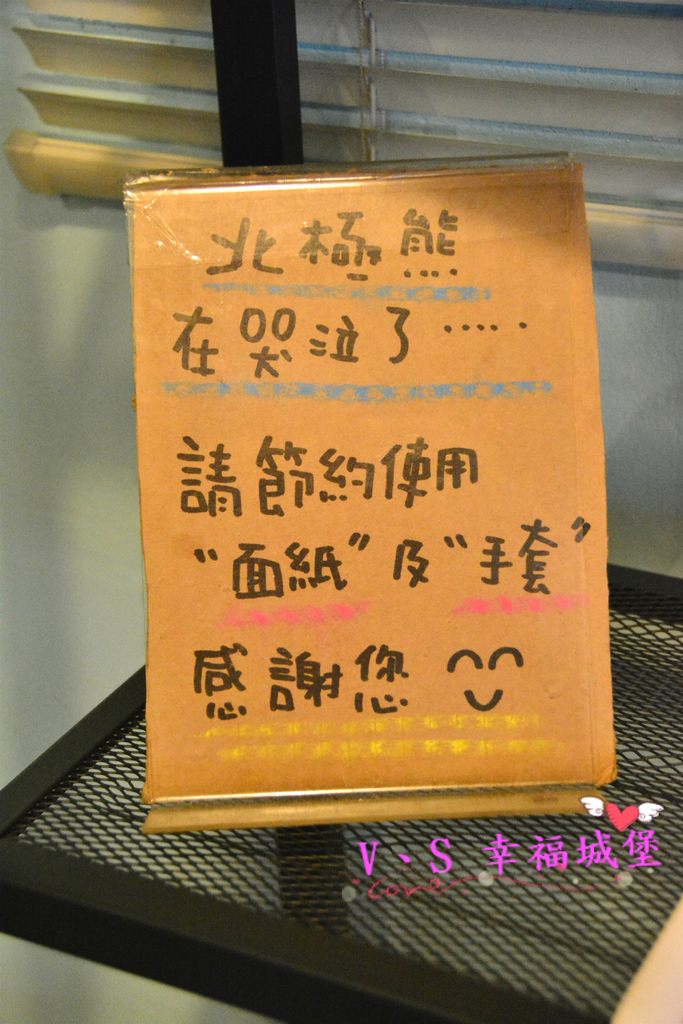 北極熊
在哭泣了‧‧‧‧‧
請節約使用
“面紙”及“手套”
感謝您
V、S 幸福城堡
Cover